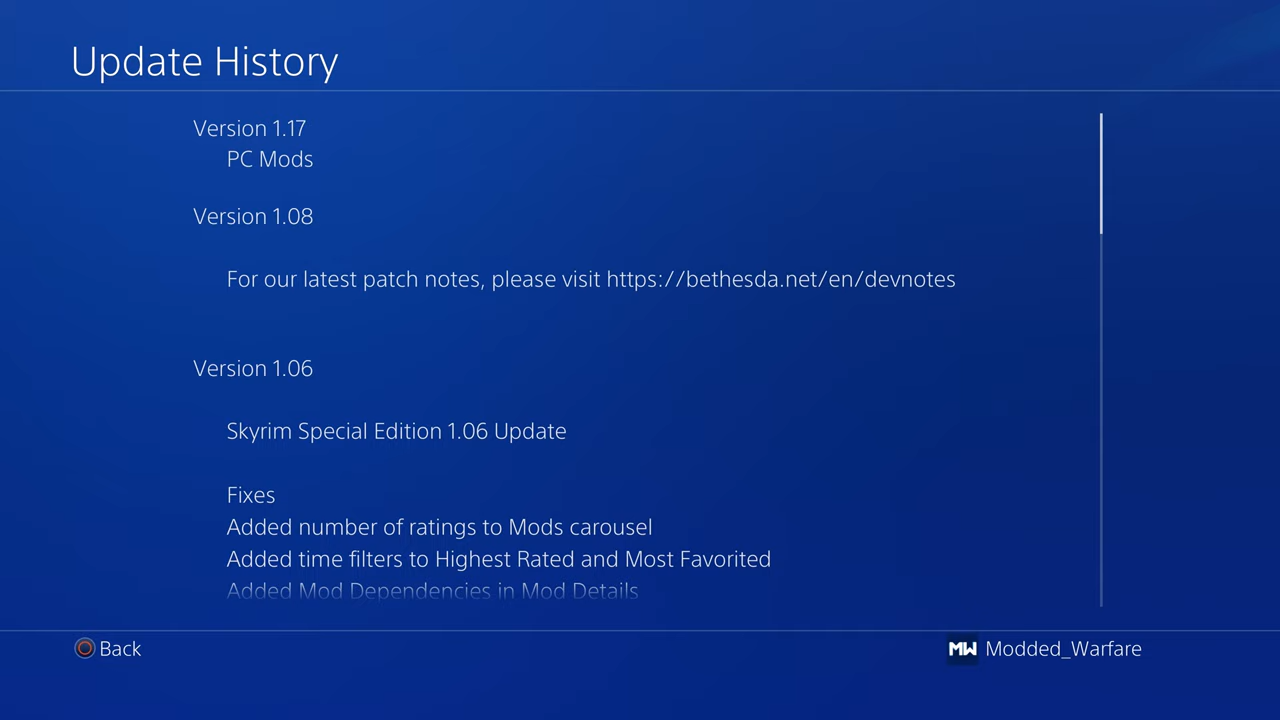 Update History
Version 1.17
PC Mods
Version 1.08
For our latest patch notes, please visit https://bethesda.net/en/devnotes
Version 1.06
Skyrim Special Edition 1.06 Update
Fixes
Added number of ratings to Mods carousel
Added time filters to Highest Rated and Most Favorited
Added Mod Dependencies in Mod Details
Back
MW Modded_Warfare